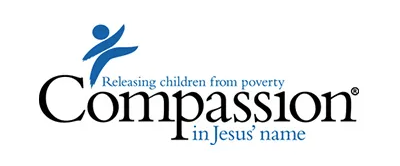 Releasing children from poverty
Compassion®
in Jesus' name